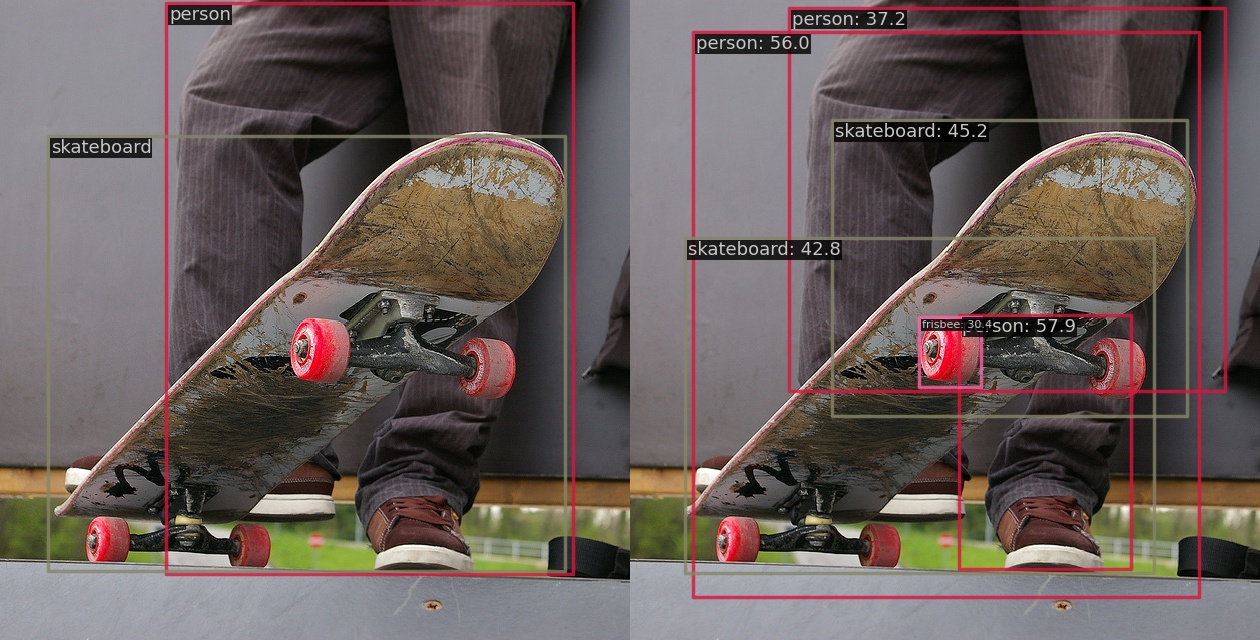 person
skateboard
person: 37.2
person: 56.0
skateboard: 45.2
skateboard: 42.8
frisbee: 30.4
person: 57.9